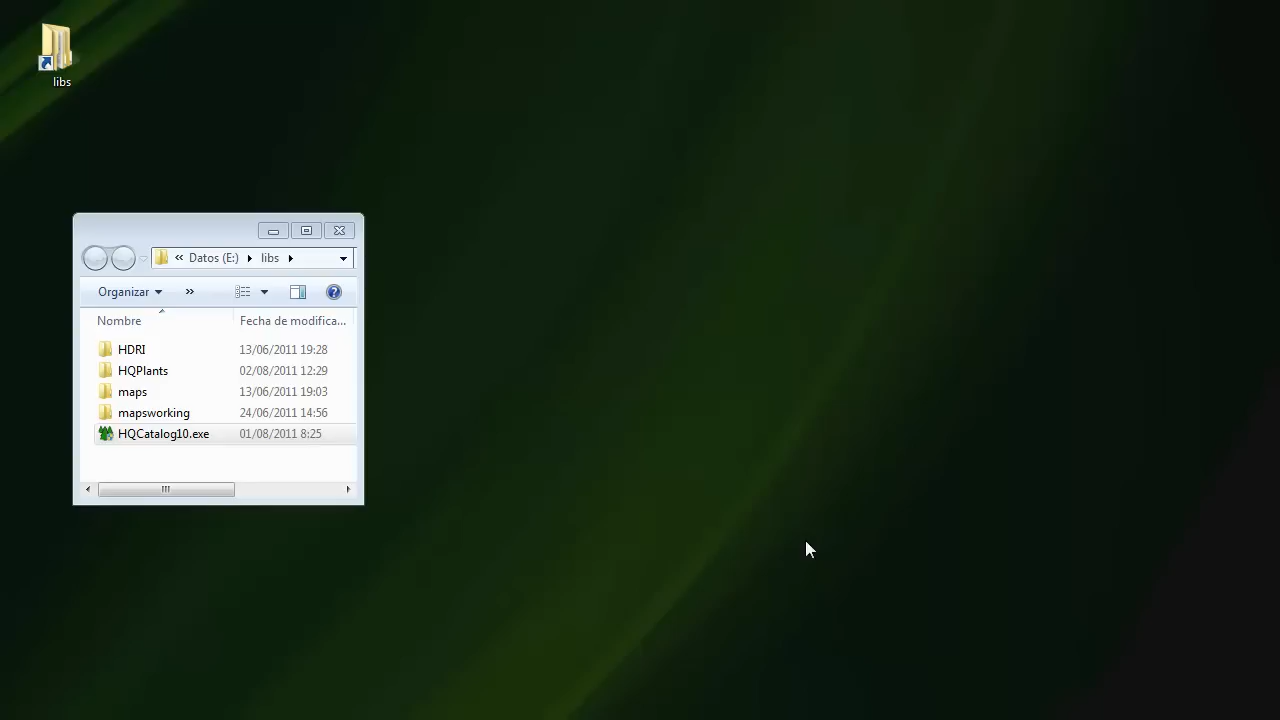 libs
« Datos (E:) libs
Organizar »
Nombre Fecha de modifica...
HDRI 13/06/2011 19:28
HQPlants 02/08/2011 12:29
maps 13/06/2011 19:03
mapsworking 24/06/2011 14:56
HQCatalog10.exe 01/08/2011 8:25